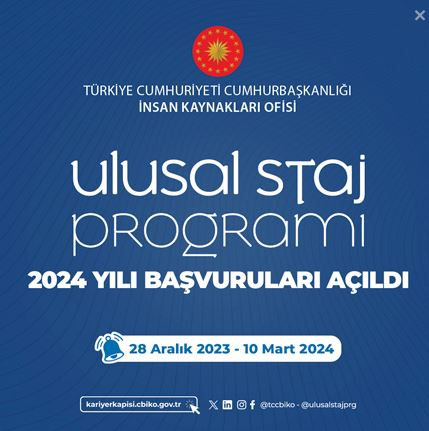 TÜRKİYE CUMHURİYETİ CUMHURBAŞKANLIĞI
İNSAN KAYNAKLARI OFİSİ
ulusal staj
programı
2024 YILI BAŞVURULARI AÇILDI
28 Aralık 2023 - 10 Mart 2024
kariyerkapisi.cbiko.gov.tr @tccbiko - @ulusalstajprg